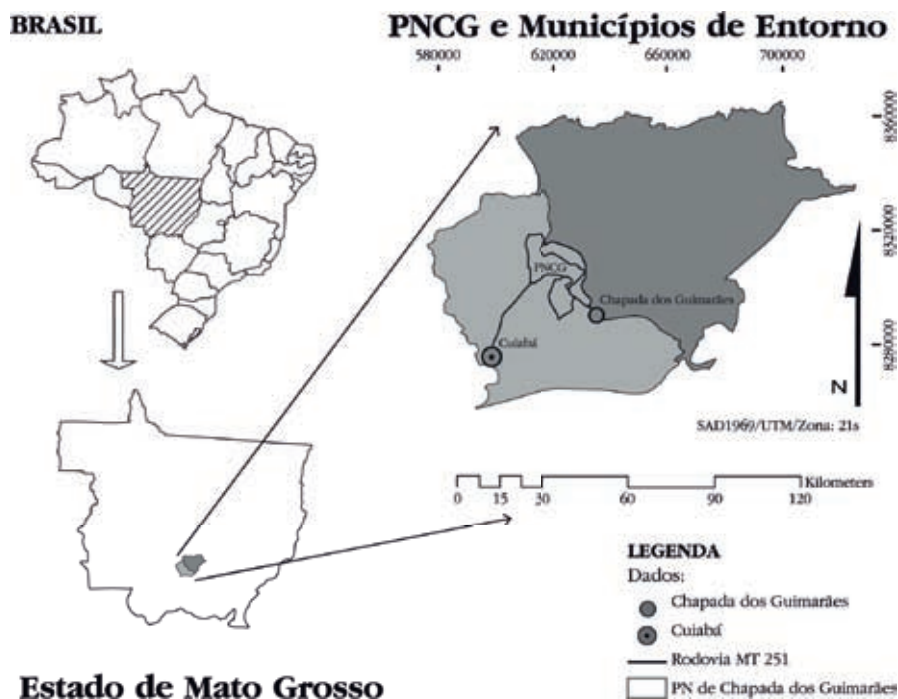 BRASIL
PNCG e Municípios de Entorno
580000 620000 660000 700000
8360000
8320000
8280000
PNCG
Chapada dos Guimarães
Cuiabá
N
SAD1969/UTM/Zona: 21s
Kilometers
0 15 30 60 90 120
LEGENDA
Dados:
Chapada dos Guimarães
Cuiabá
Rodovia MT 251
PN de Chapada dos Guimarães
Estado de Mato Grosso